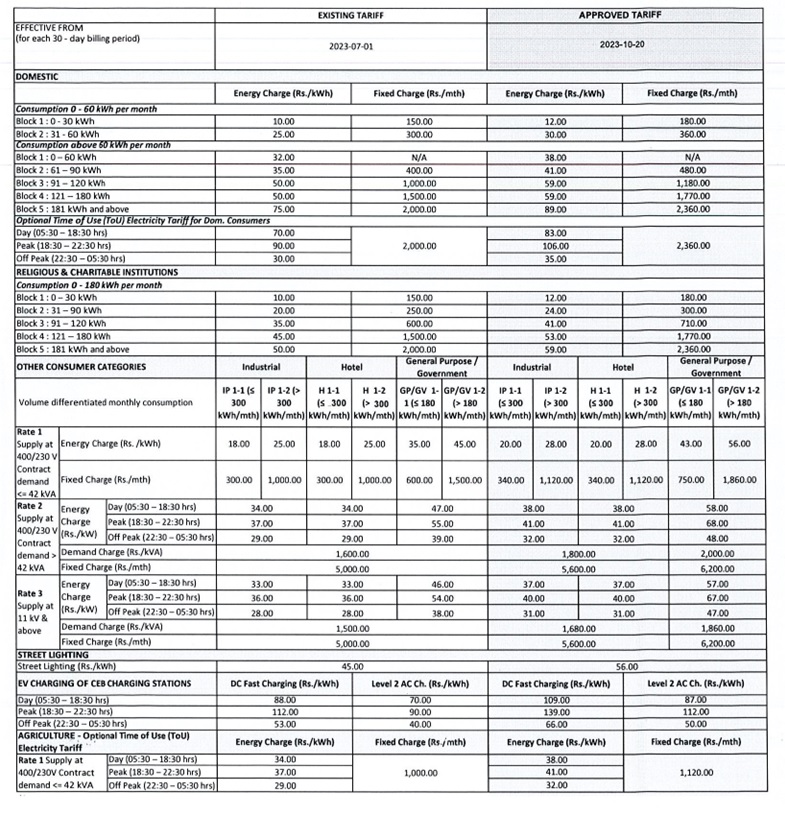 EFFECTIVE FROM
(for each 30 - day billing period)
EXISTING TARIFF
APPROVED TARIFF
2023-07-01
2023-10-20
DOMESTIC
Energy Charge (Rs./kWh) Fixed Charge (Rs./mth) Energy Charge (Rs./kWh) Fixed Charge (Rs./mth)
Consumption 0 - 60 kWh per month
Block 1 : 0 - 30 kWh 10.00 150.00 12.00 180.00
Block 2 : 31 - 60 kWh 25.00 300.00 30.00 360.00
Consumption above 60 kWh per month
Block 1 : 0 – 60 kWh 32.00 N/A 38.00 N/A
Block 2 : 61 – 90 kWh 35.00 400.00 41.00 480.00
Block 3 : 91 – 120 kWh 50.00 1,000.00 59.00 1,180.00
Block 4 : 121 – 180 kWh 50.00 1,500.00 59.00 1,770.00
Block 5 : 181 kWh and above 75.00 2,000.00 89.00 2,360.00
Optional Time of Use (ToU) Electricity Tariff for Dom. Consumers
Day (05:30 – 18:30 hrs) 70.00 83.00
Peak (18:30 – 22:30 hrs) 90.00 2,000.00 106.00 2,360.00
Off Peak (22:30 – 05:30 hrs) 30.00 35.00
RELIGIOUS & CHARITABLE INSTITUTIONS
Consumption 0 - 180 kWh per month
Block 1 : 0 – 30 kWh 10.00 150.00 12.00 180.00
Block 2 : 31 – 90 kWh 20.00 250.00 24.00 300.00
Block 3 : 91 – 120 kWh 35.00 600.00 41.00 710.00
Block 4 : 121 – 180 kWh 45.00 1,500.00 53.00 1,770.00
Block 5 : 181 kWh and above 50.00 2,000.00 59.00 2,360.00
OTHER CONSUMER CATEGORIES Industrial Hotel General Purpose / Government Industrial Hotel General Purpose / Government
Volume differentiated monthly consumption IP 1-1 (≤ 300 kWh/mth) IP 1-2 (> 300 kWh/mth) H 1-1 (≤ 300 kWh/mth) H 1-2 (> 300 kWh/mth) GP/GV 1-1 (≤ 180 kWh/mth) GP/GV 1-2 (> 180 kWh/mth) IP 1-1 (≤ 300 kWh/mth) IP 1-2 (> 300 kWh/mth) H 1-1 (≤ 300 kWh/mth) H 1-2 (> 300 kWh/mth) GP/GV 1-1 (≤ 180 kWh/mth) GP/GV 1-2 (> 180 kWh/mth)
Rate 1
Supply at
400/230 V
Contract
demand
<= 42 kVA
Energy Charge (Rs. /kWh) 18.00 25.00 18.00 25.00 35.00 45.00 20.00 28.00 20.00 28.00 43.00 56.00
Fixed Charge (Rs./mth) 300.00 1,000.00 300.00 1,000.00 600.00 1,500.00 340.00 1,120.00 340.00 1,120.00 750.00 1,860.00
Rate 2
Supply at
400/230 V
Contract
demand >
42 kVA
Energy
Charge
(Rs./kW)
Day (05:30 – 18:30 hrs) 34.00 34.00 47.00 38.00 38.00 58.00
Peak (18:30 – 22:30 hrs) 37.00 37.00 55.00 41.00 41.00 68.00
Off Peak (22:30 – 05:30 hrs) 29.00 29.00 39.00 32.00 32.00 48.00
Demand Charge (Rs./kVA) 1,600.00 1,800.00 2,000.00
Fixed Charge (Rs./mth) 5,000.00 5,600.00 6,200.00
Rate 3
Supply at
11 kV &
above
Energy
Charge
(Rs./kW)
Day (05:30 – 18:30 hrs) 33.00 33.00 46.00 37.00 37.00 57.00
Peak (18:30 – 22:30 hrs) 36.00 36.00 54.00 40.00 40.00 67.00
Off Peak (22:30 – 05:30 hrs) 28.00 28.00 38.00 31.00 31.00 47.00
Demand Charge (Rs./kVA) 1,500.00 1,680.00 1,860.00
Fixed Charge (Rs./mth) 5,000.00 5,600.00 6,200.00
STREET LIGHTING
Street Lighting (Rs./kWh) 45.00 56.00
EV CHARGING OF CEB CHARGING STATIONS DC Fast Charging (Rs./kWh) Level 2 AC Ch. (Rs./kWh) DC Fast Charging (Rs./kWh) Level 2 AC Ch. (Rs./kWh)
Day (05:30 – 18:30 hrs) 88.00 70.00 109.00 87.00
Peak (18:30 – 22:30 hrs) 112.00 90.00 139.00 112.00
Off Peak (22:30 – 05:30 hrs) 53.00 40.00 66.00 50.00
AGRICULTURE - Optional Time of Use (ToU)
Electricity Tariff
Energy Charge (Rs./kWh) Fixed Charge (Rs./mth) Energy Charge (Rs./kWh) Fixed Charge (Rs./mth)
Rate 1 Supply at
400/230V Contract
demand <= 42 kVA
Day (05:30 – 18:30 hrs) 34.00 38.00
Peak (18:30 – 22:30 hrs) 37.00 1,000.00 41.00 1,120.00
Off Peak (22:30 – 05:30 hrs) 29.00 32.00